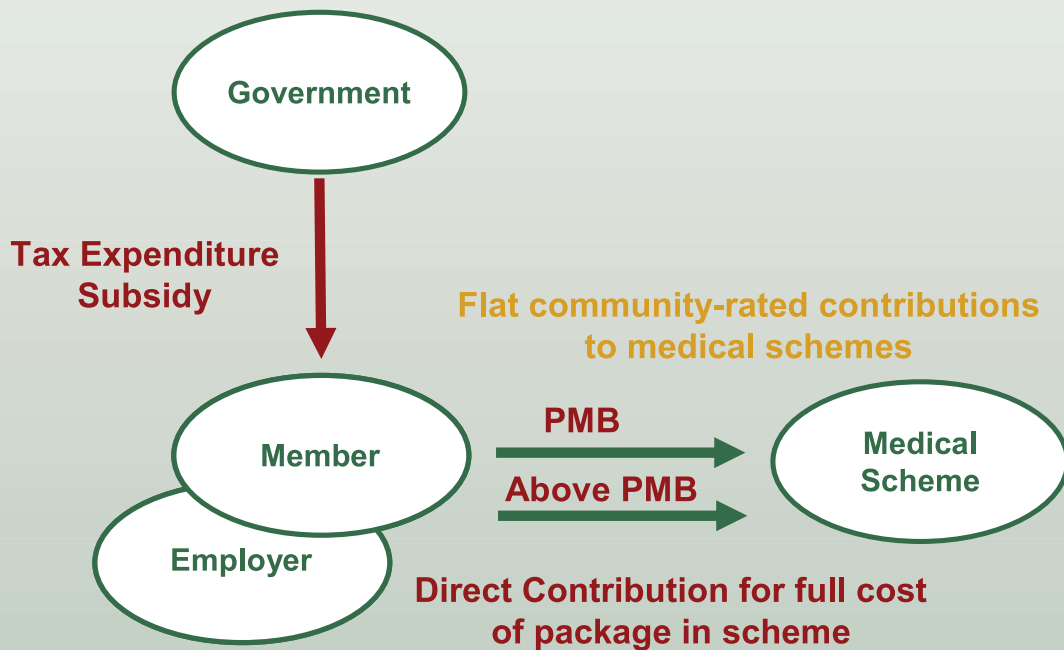 Government
Tax Expenditure
Subsidy
Flat community-rated contributions
to medical schemes
Member
PMB
Above PMB
Medical
Scheme
Employer
Direct Contribution for full cost
of package in scheme